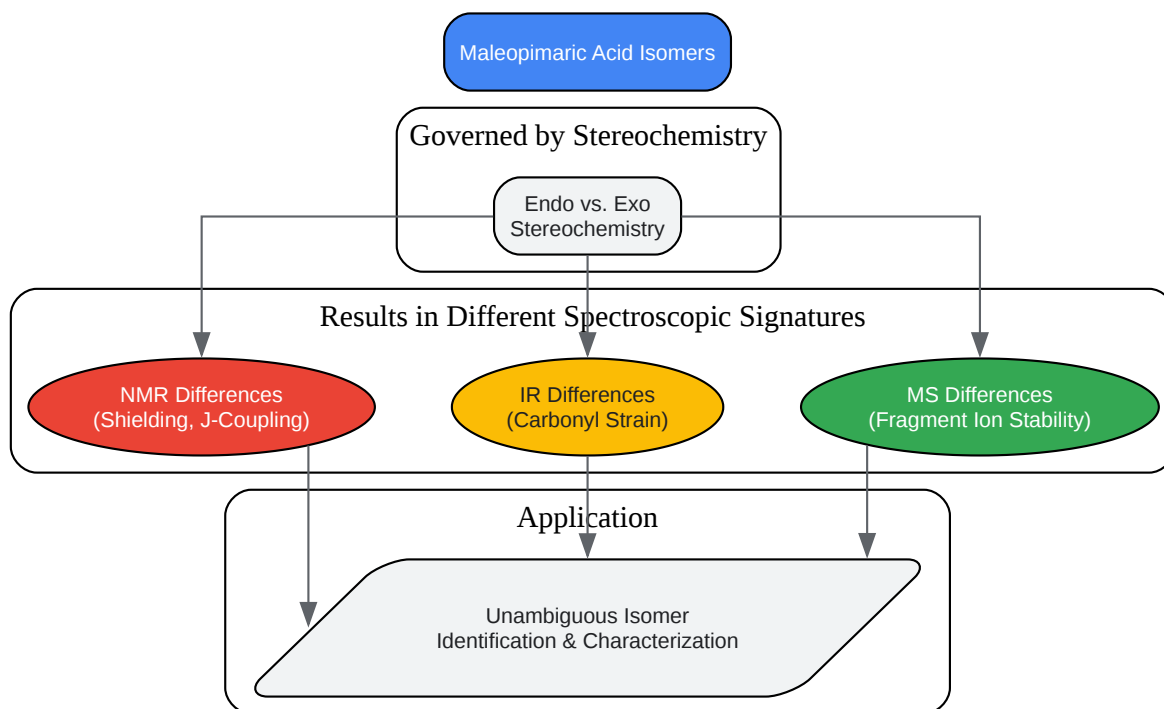 Maleopimaric Acid Isomers
Governed by Stereochemistry
Endo vs. Exo
Stereochemistry
Results in Different Spectroscopic Signatures
NMR Differences
(Shielding, J-Coupling)
IR Differences
(Carbonyl Strain)
MS Differences
(Fragment Ion Stability)
Application
Unambiguous Isomer
Identification & Characterization